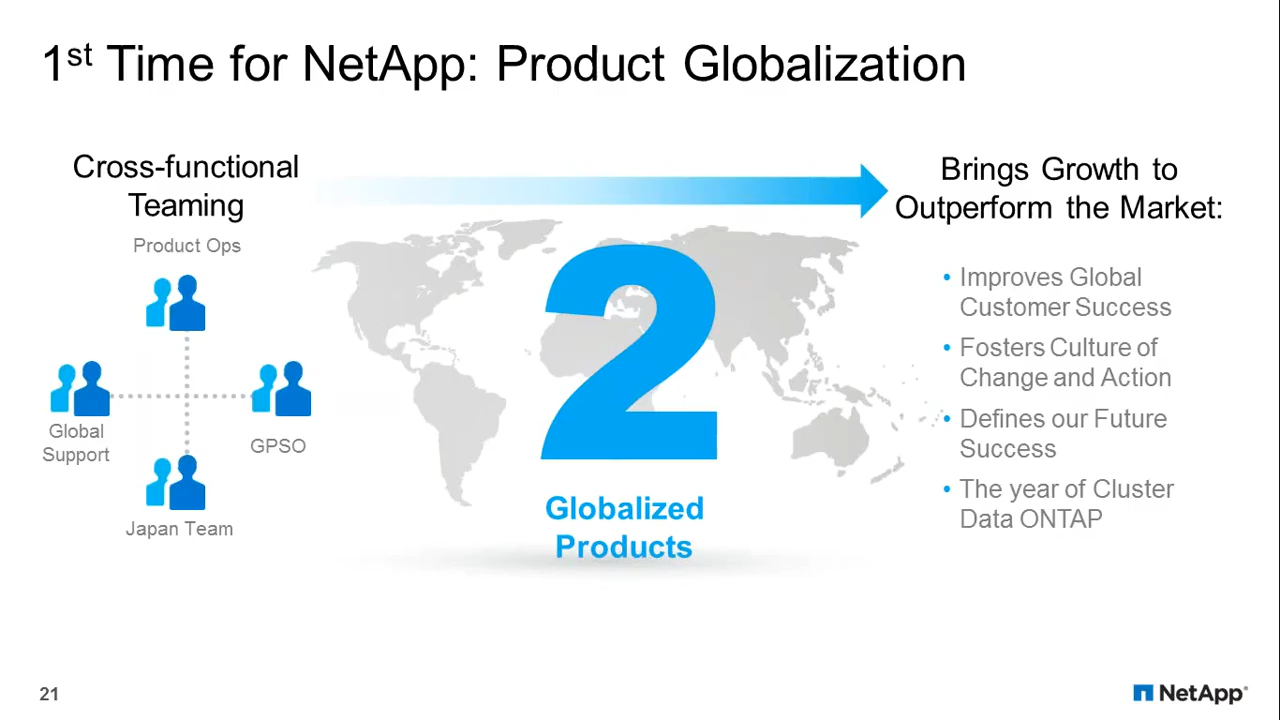 1st Time for NetApp: Product Globalization
Cross-functional
Teaming
Product Ops
Global
Support
GPSO
Japan Team
2
Globalized
Products
Brings Growth to
Outperform the Market:
• Improves Global
Customer Success
• Fosters Culture of
Change and Action
• Defines our Future
Success
• The year of Cluster
Data ONTAP
21
NetApp®